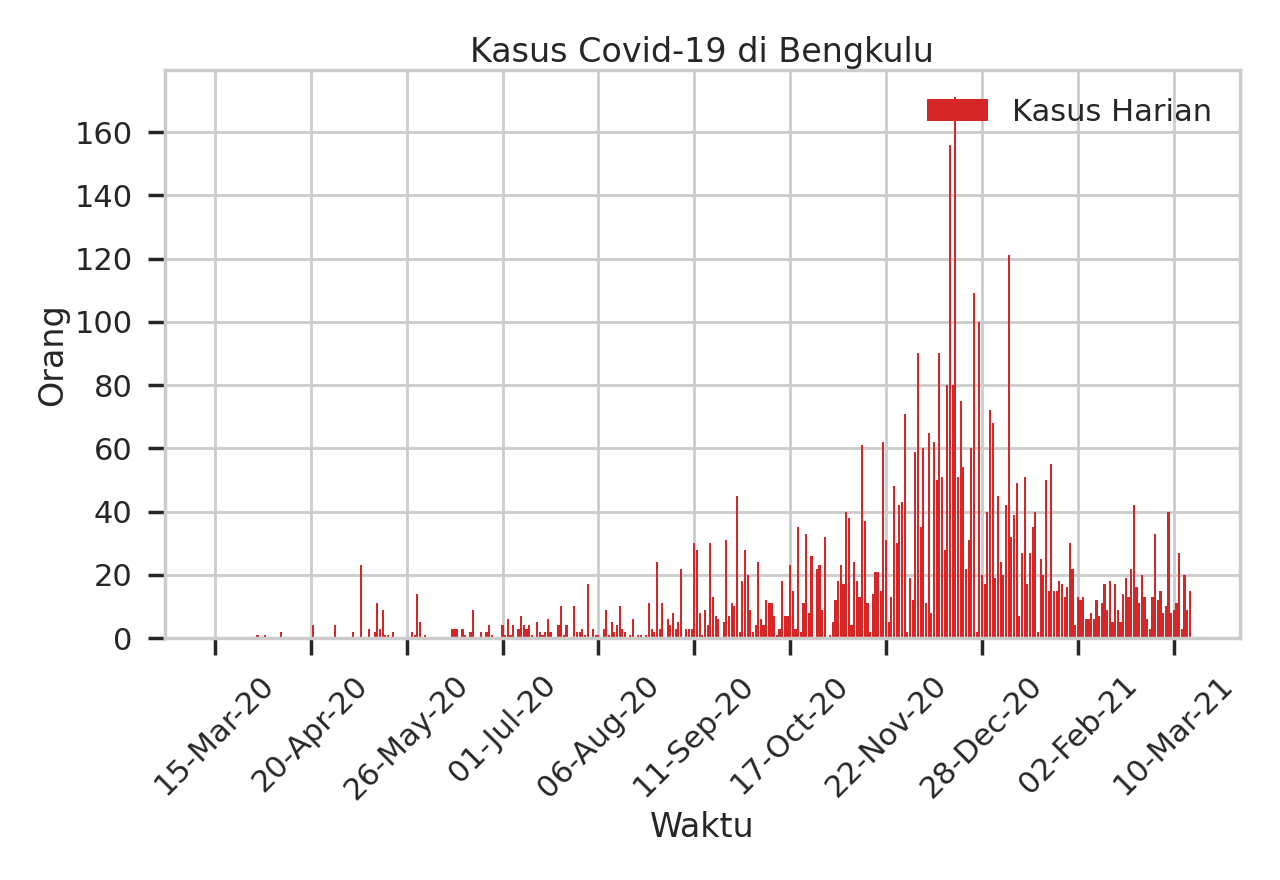 Kasus Covid-19 di Bengkulu
Kasus Harian
160
140
120
100
80
60
40
20
0
Orang
15-Mar-20
20-Apr-20
26-May-20
01-Jul-20
06-Aug-20
11-Sep-20
17-Oct-20
22-Nov-20
28-Dec-20
02-Feb-21
10-Mar-21
Waktu